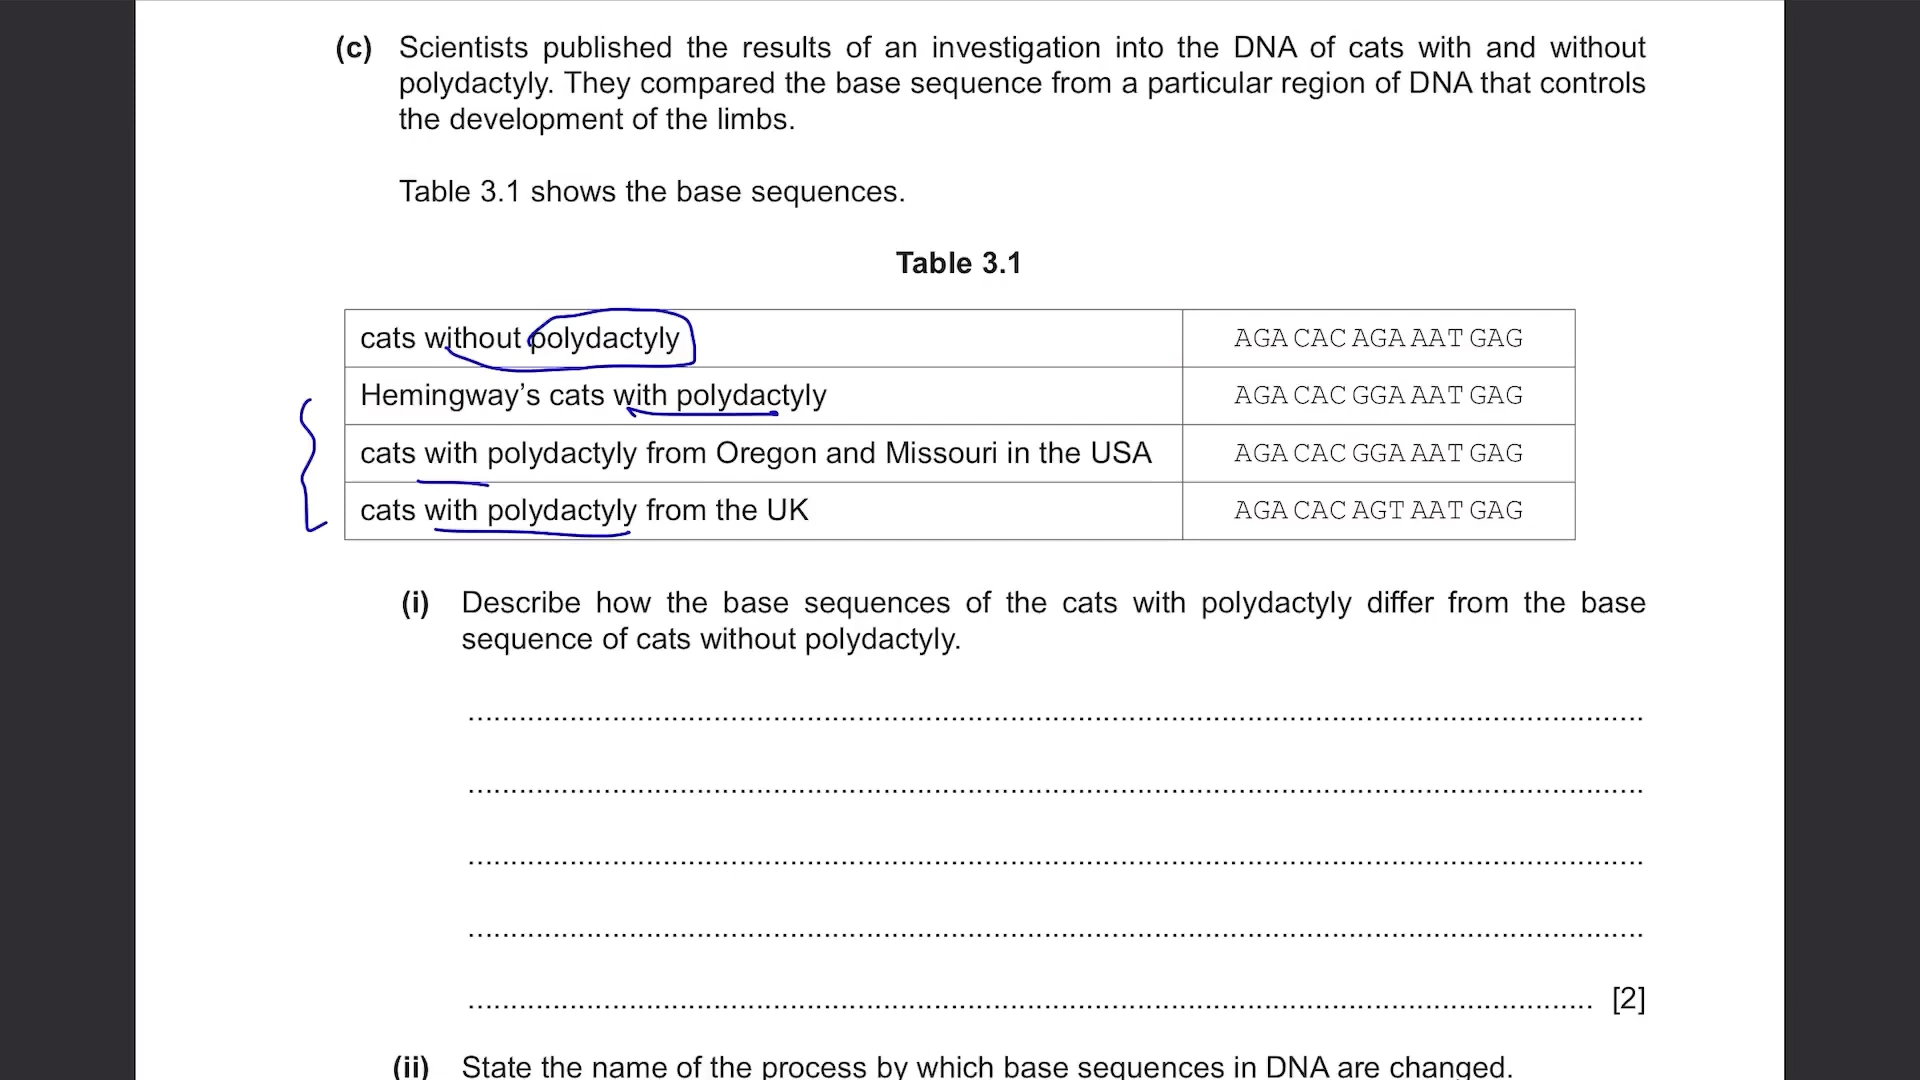 (c) Scientists published the results of an investigation into the DNA of cats with and without
polydactyly. They compared the base sequence from a particular region of DNA that controls
the development of the limbs.
Table 3.1 shows the base sequences.
Table 3.1
cats without polydactyly AGA CAC AGA AAT GAG
Hemingway’s cats with polydactyly AGA CAC GGA AAT GAG
cats with polydactyly from Oregon and Missouri in the USA AGA CAC GGA AAT GAG
cats with polydactyly from the UK AGA CAC AGT AAT GAG
(i) Describe how the base sequences of the cats with polydactyly differ from the base
sequence of cats without polydactyly.
[2]
(ii) State the name of the process by which base sequences in DNA are changed.